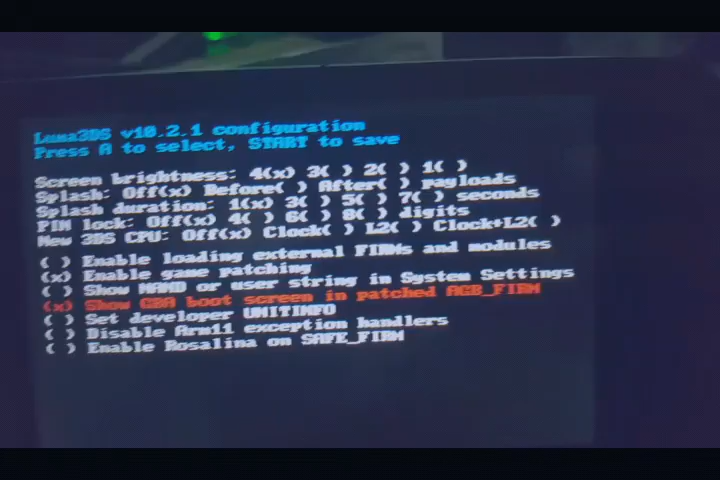 Luma3DS v10.2.1 configuration
Press A to select, START to save
Screen brightness: 4(x) 3( ) 2( ) 1( )
Splash: Off(x) Before( ) After( ) payloads
Splash duration: 1(x) 3( ) 5( ) 7( ) seconds
PIN lock: Off(x) 4( ) 6( ) 8( ) digits
New 3DS CPU: Off(x) Clock( ) L2( ) Clock+L2( )
( ) Enable loading external FIRMs and modules
(x) Enable game patching
( ) Show NAND or user string in System Settings
(x) Show GBA boot screen in patched AGB_FIRM
( ) Set developer UNITINFO
( ) Disable Arm11 exception handlers
( ) Enable Rosalina on SAFE_FIRM